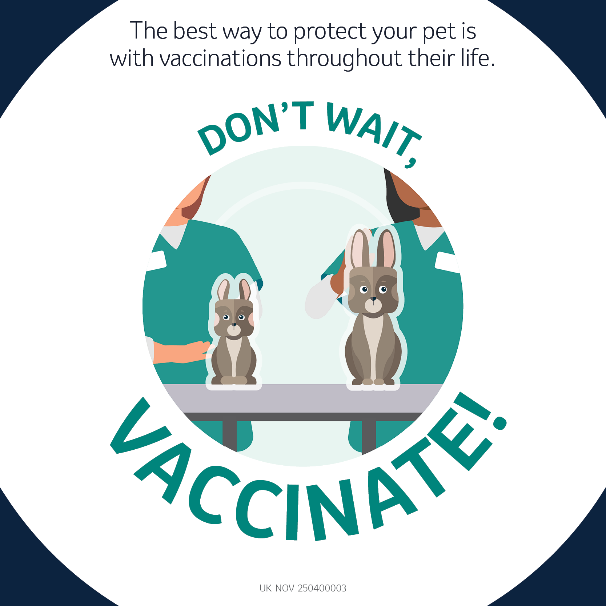 The best way to protect your pet is
with vaccinations throughout their life.
DON'T WAIT,
VACCINATE!
UK NOV 250400003